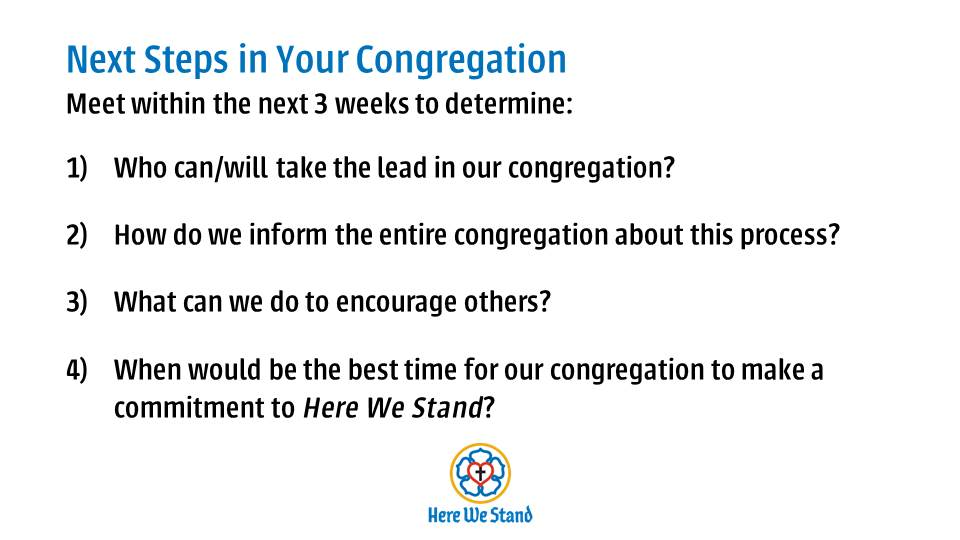 Next Steps in Your Congregation
Meet within the next 3 weeks to determine:
1) Who can/will take the lead in our congregation?
2) How do we inform the entire congregation about this process?
3) What can we do to encourage others?
4) When would be the best time for our congregation to make a
commitment to Here We Stand?
Here We Stand